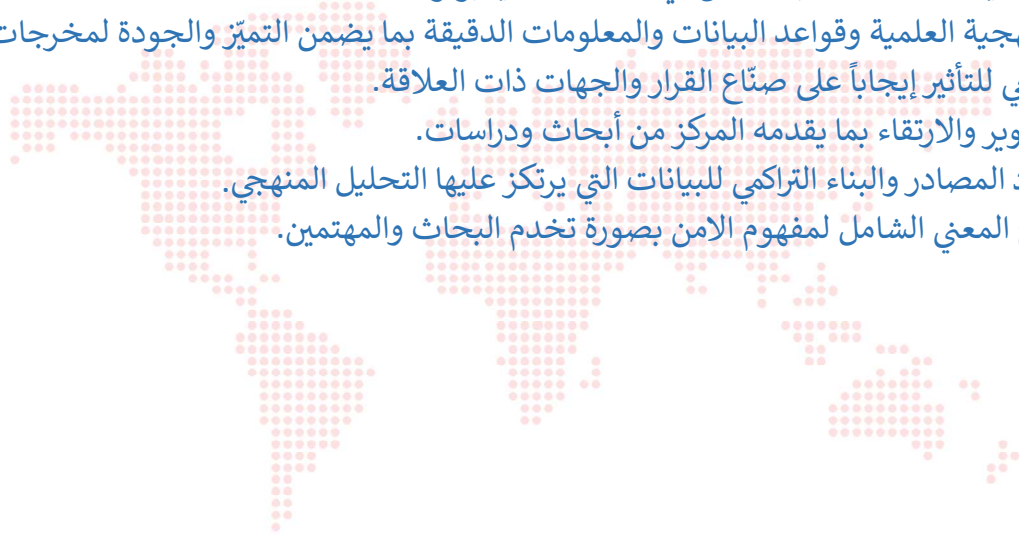 العلمية وقواعد البيانات والمعلومات الدقيقة بما يضمن التميّز والجودة
للتأثير إيجاباً على صنّاع القرار والجهات ذات العلاقة.
والارتقاء بما يقدمه المركز من أبحاث ودراسات.
المصادر والبناء التراكمي للبيانات التي يرتكز عليها التحليل المنهجي.
المعني الشامل لمفهوم الامن بصورة تخدم البحاث والمهتمين.